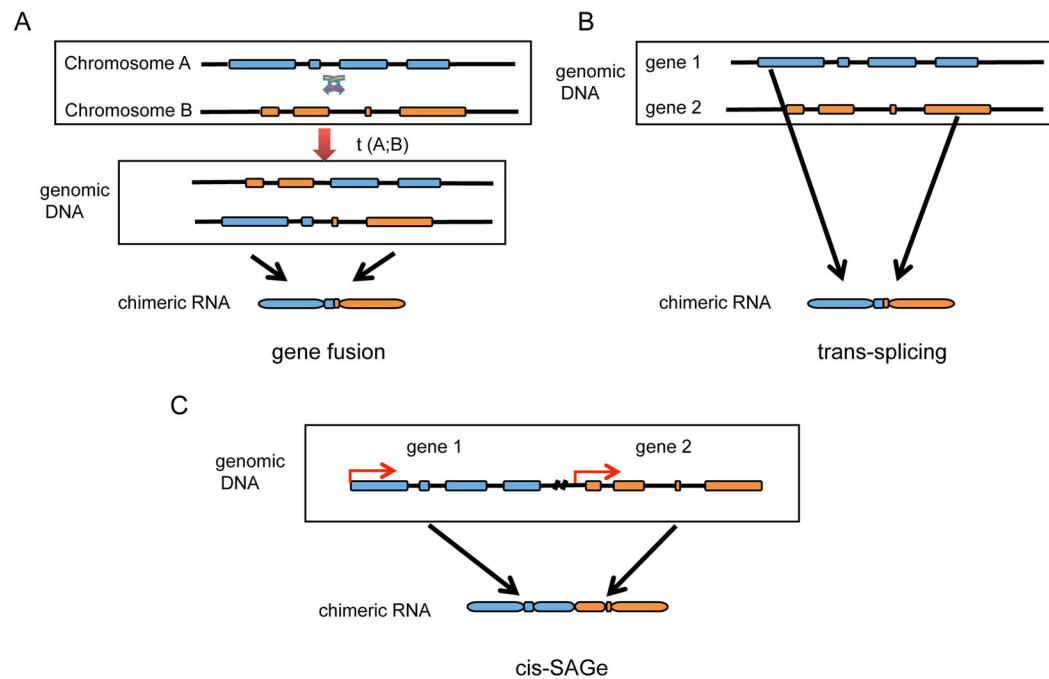 A
Chromosome A
Chromosome B
t (A;B)
genomic
DNA
chimeric RNA
gene fusion
B
genomic
DNA
gene 1
gene 2
chimeric RNA
trans-splicing
C
genomic
DNA
gene 1
gene 2
chimeric RNA
cis-SAGe